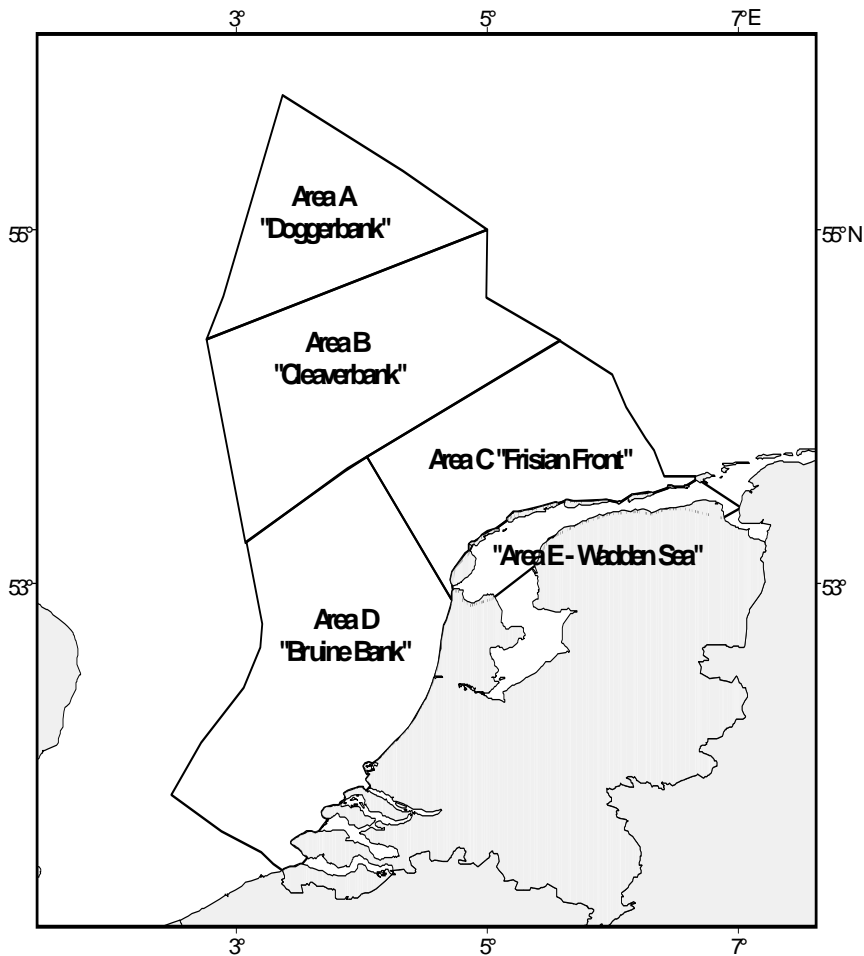 3° 5° 7°E
Area A
"Doggerbank"
55° 55°N
Area B
"Cleaverbank"
Area C "Frisian Front"
"Area E - Wadden Sea"
53° 53°
Area D
"Bruine Bank"
3° 5° 7°